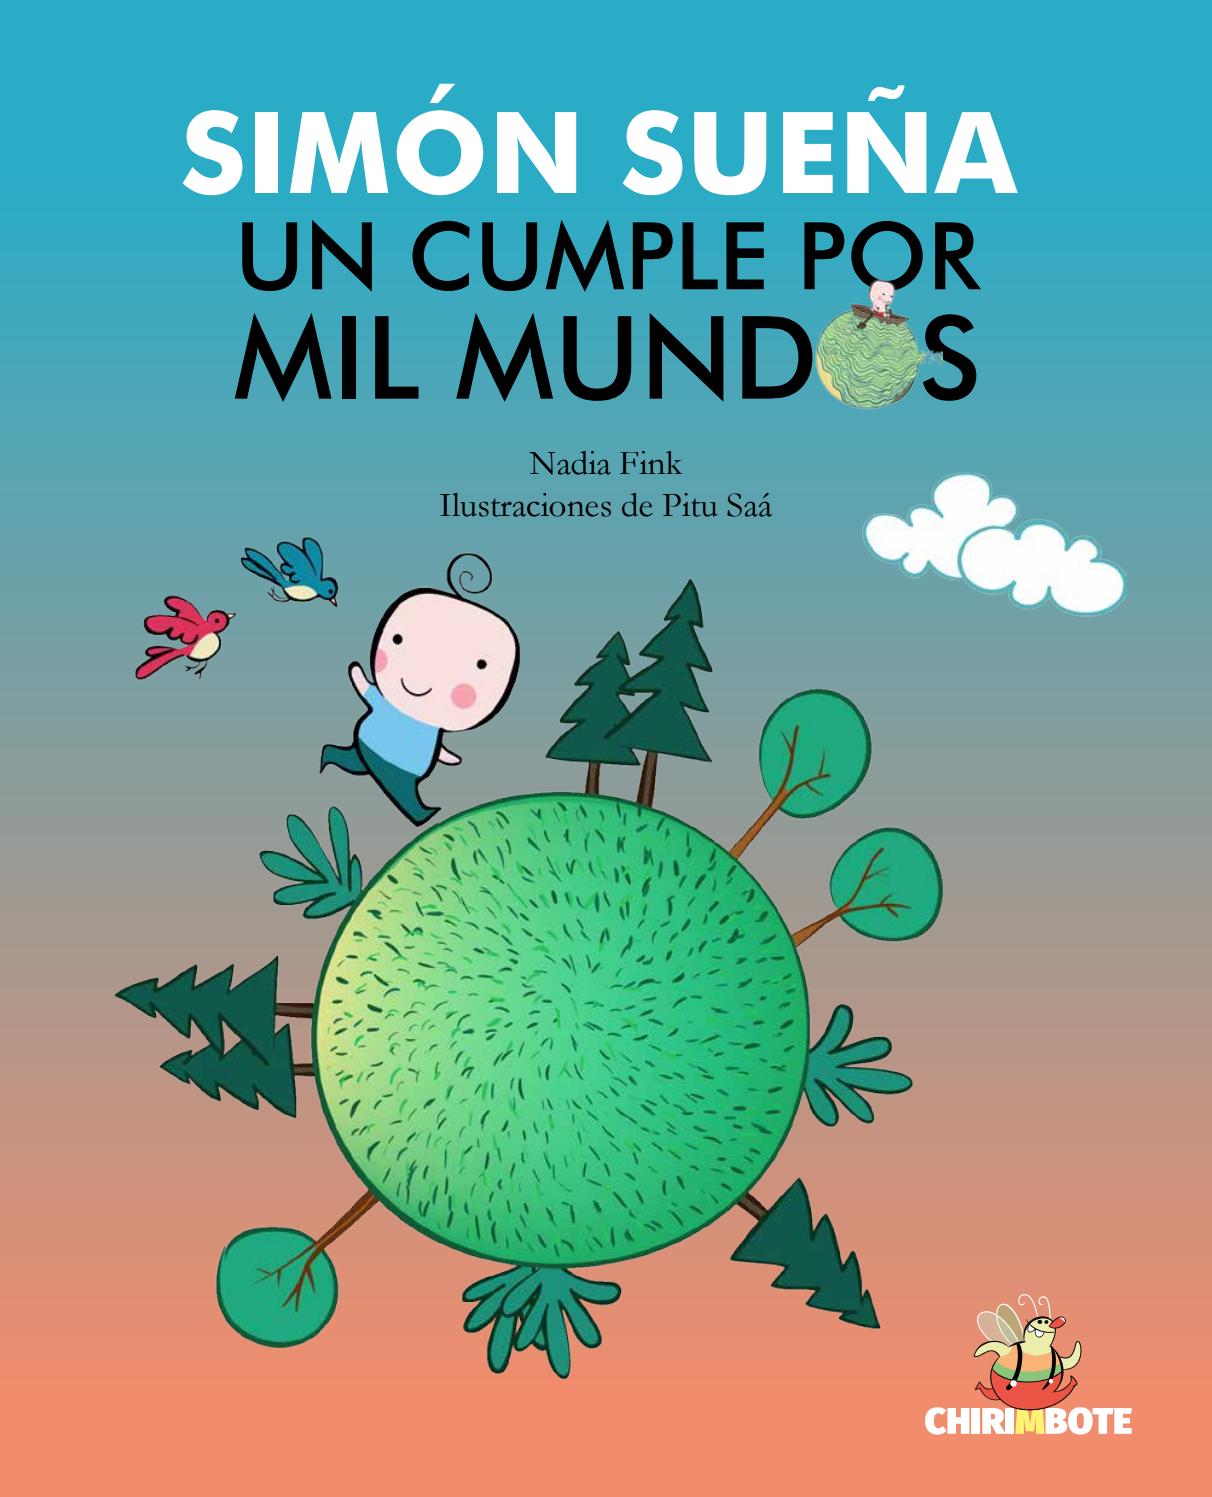 SIMÓN SUEÑA
UN CUMPLE POR
MIL MUNDOS
Nadia Fink
Ilustraciones de Pitu Saá
CHIRIMBOTE